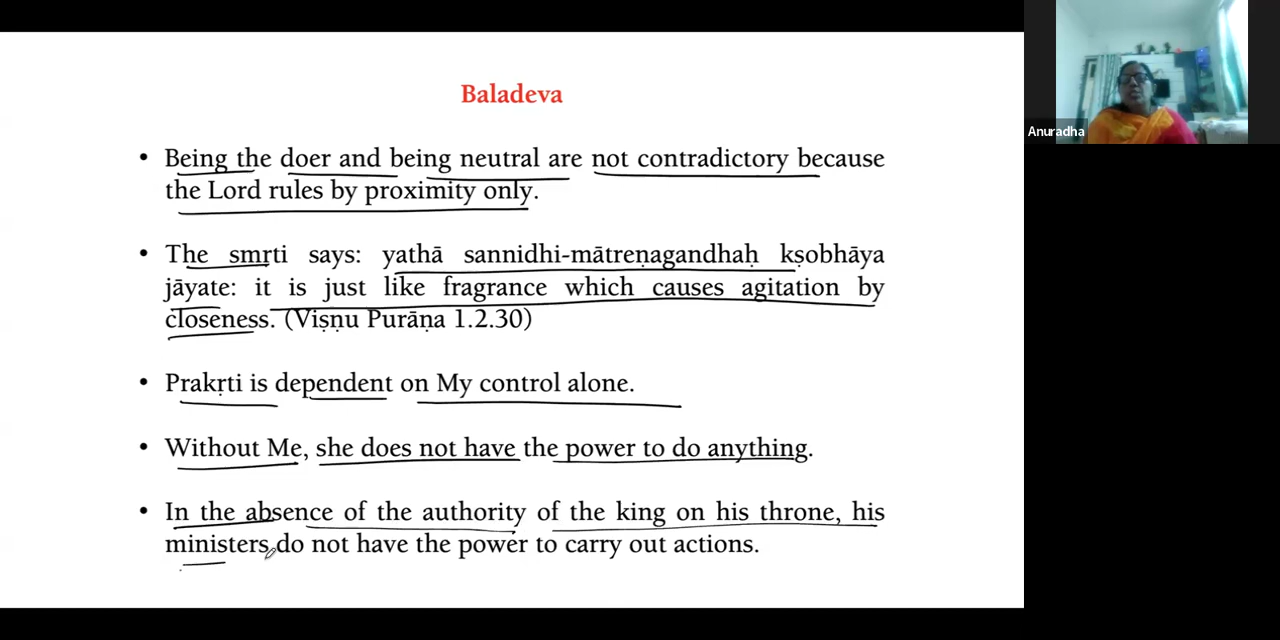 Baladeva
• Being the doer and being neutral are not contradictory because
the Lord rules by proximity only.
• The smṛti says: yathā sannidhi-mātreṇagandhaḥ kṣobhāya
jāyate: it is just like fragrance which causes agitation by
closeness. (Viṣṇu Purāṇa 1.2.30)
• Prakṛti is dependent on My control alone.
• Without Me, she does not have the power to do anything.
• In the absence of the authority of the king on his throne, his
ministers do not have the power to carry out actions.
Anuradha